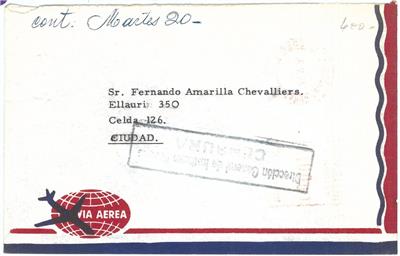 cont. Martes 20-
400-
Sr. Fernando Amarilla Chevalliers.
Ellauri 350
Celda 126.
CIUDAD.
Dirección General de Institutos
CENSURA
VIA AEREA